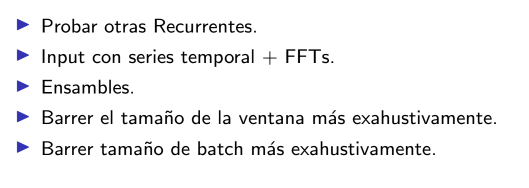 Probar otras Recurrentes.
Input con series temporal + FFTs.
Ensambles.
Barrer el tamaño de la ventana más exahustivamente.
Barrer tamaño de batch más exahustivamente.